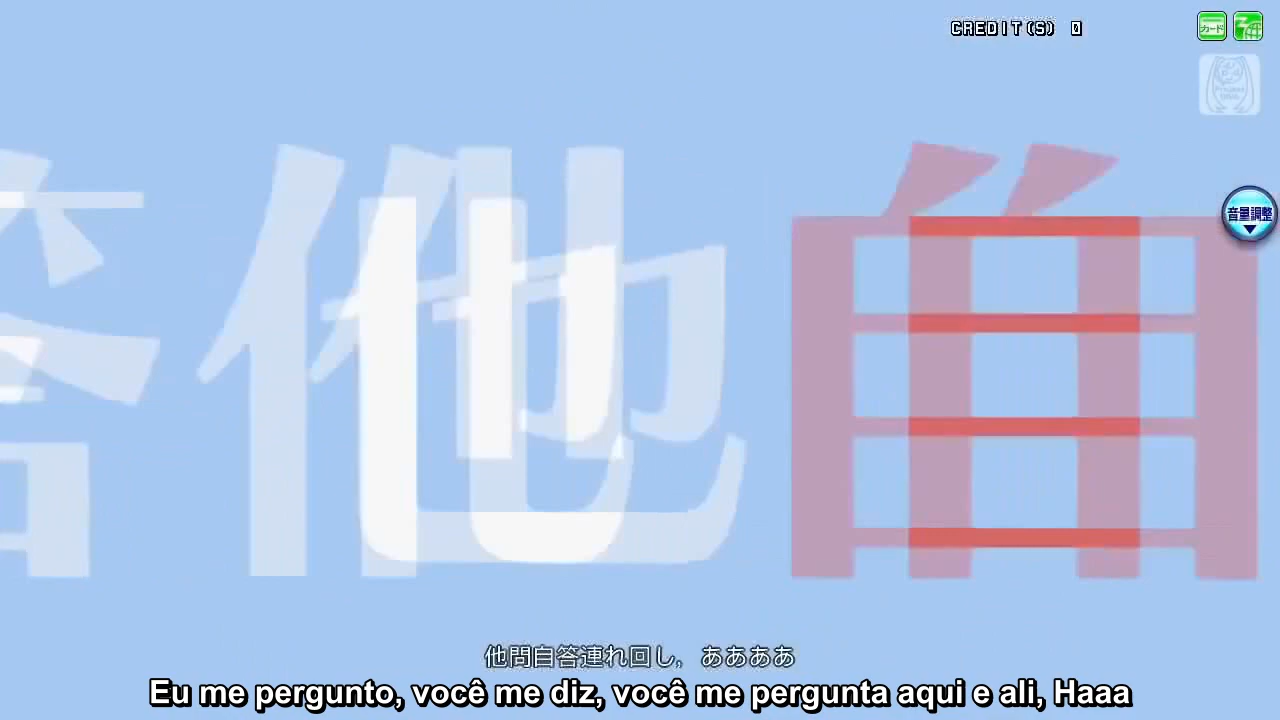 CREDIT(S) 0
カード
音量調整
答他自
他問自答連れ回し，ああああ
Eu me pergunto, você me diz, você me pergunta aqui e ali, Haaa